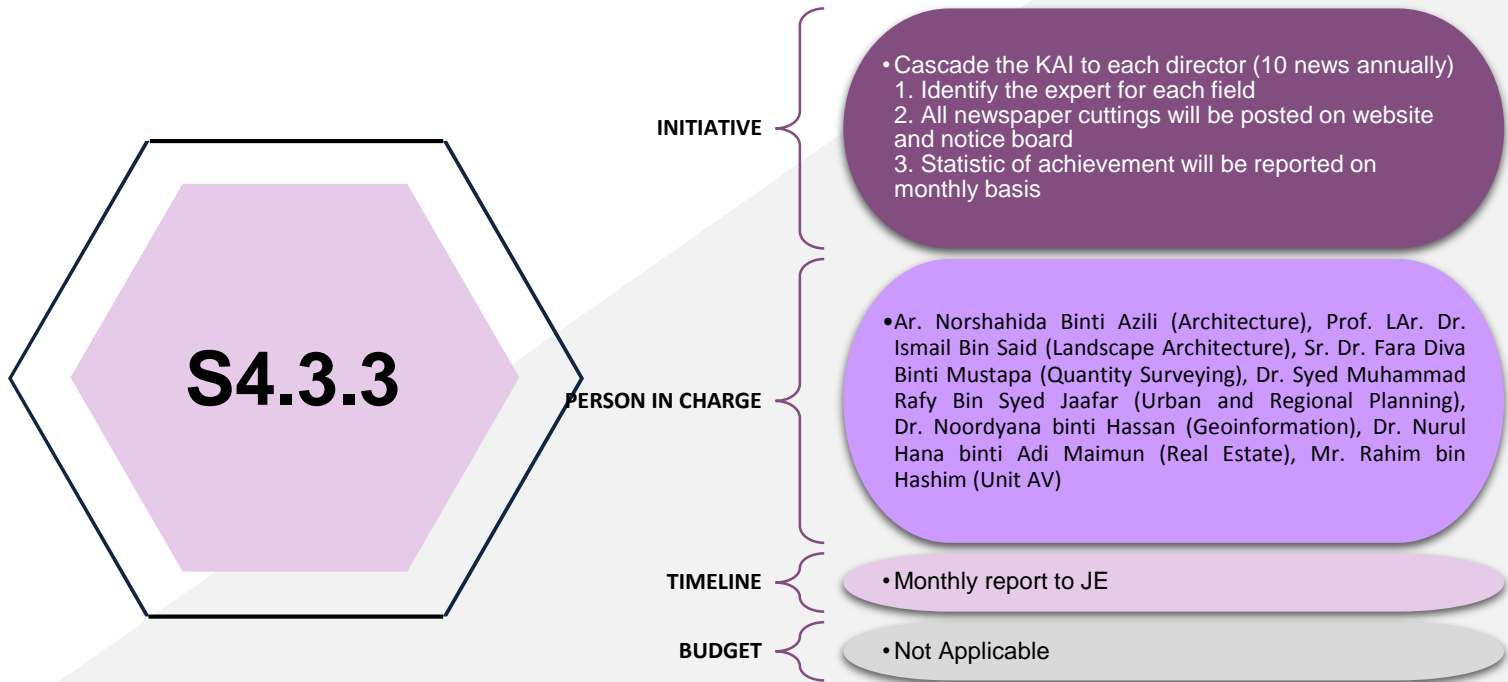 S4.3.3
INITIATIVE
• Cascade the KAI to each director (10 news annually)
1. Identify the expert for each field
2. All newspaper cuttings will be posted on website
and notice board
3. Statistic of achievement will be reported on
monthly basis
PERSON IN CHARGE
•Ar. Norshahida Binti Azili (Architecture), Prof. LAr. Dr.
Ismail Bin Said (Landscape Architecture), Sr. Dr. Fara Diva
Binti Mustapa (Quantity Surveying), Dr. Syed Muhammad
Rafy Bin Syed Jaafar (Urban and Regional Planning),
Dr. Noordyana binti Hassan (Geoinformation), Dr. Nurul
Hana binti Adi Maimun (Real Estate), Mr. Rahim bin
Hashim (Unit AV)
TIMELINE
• Monthly report to JE
BUDGET
• Not Applicable